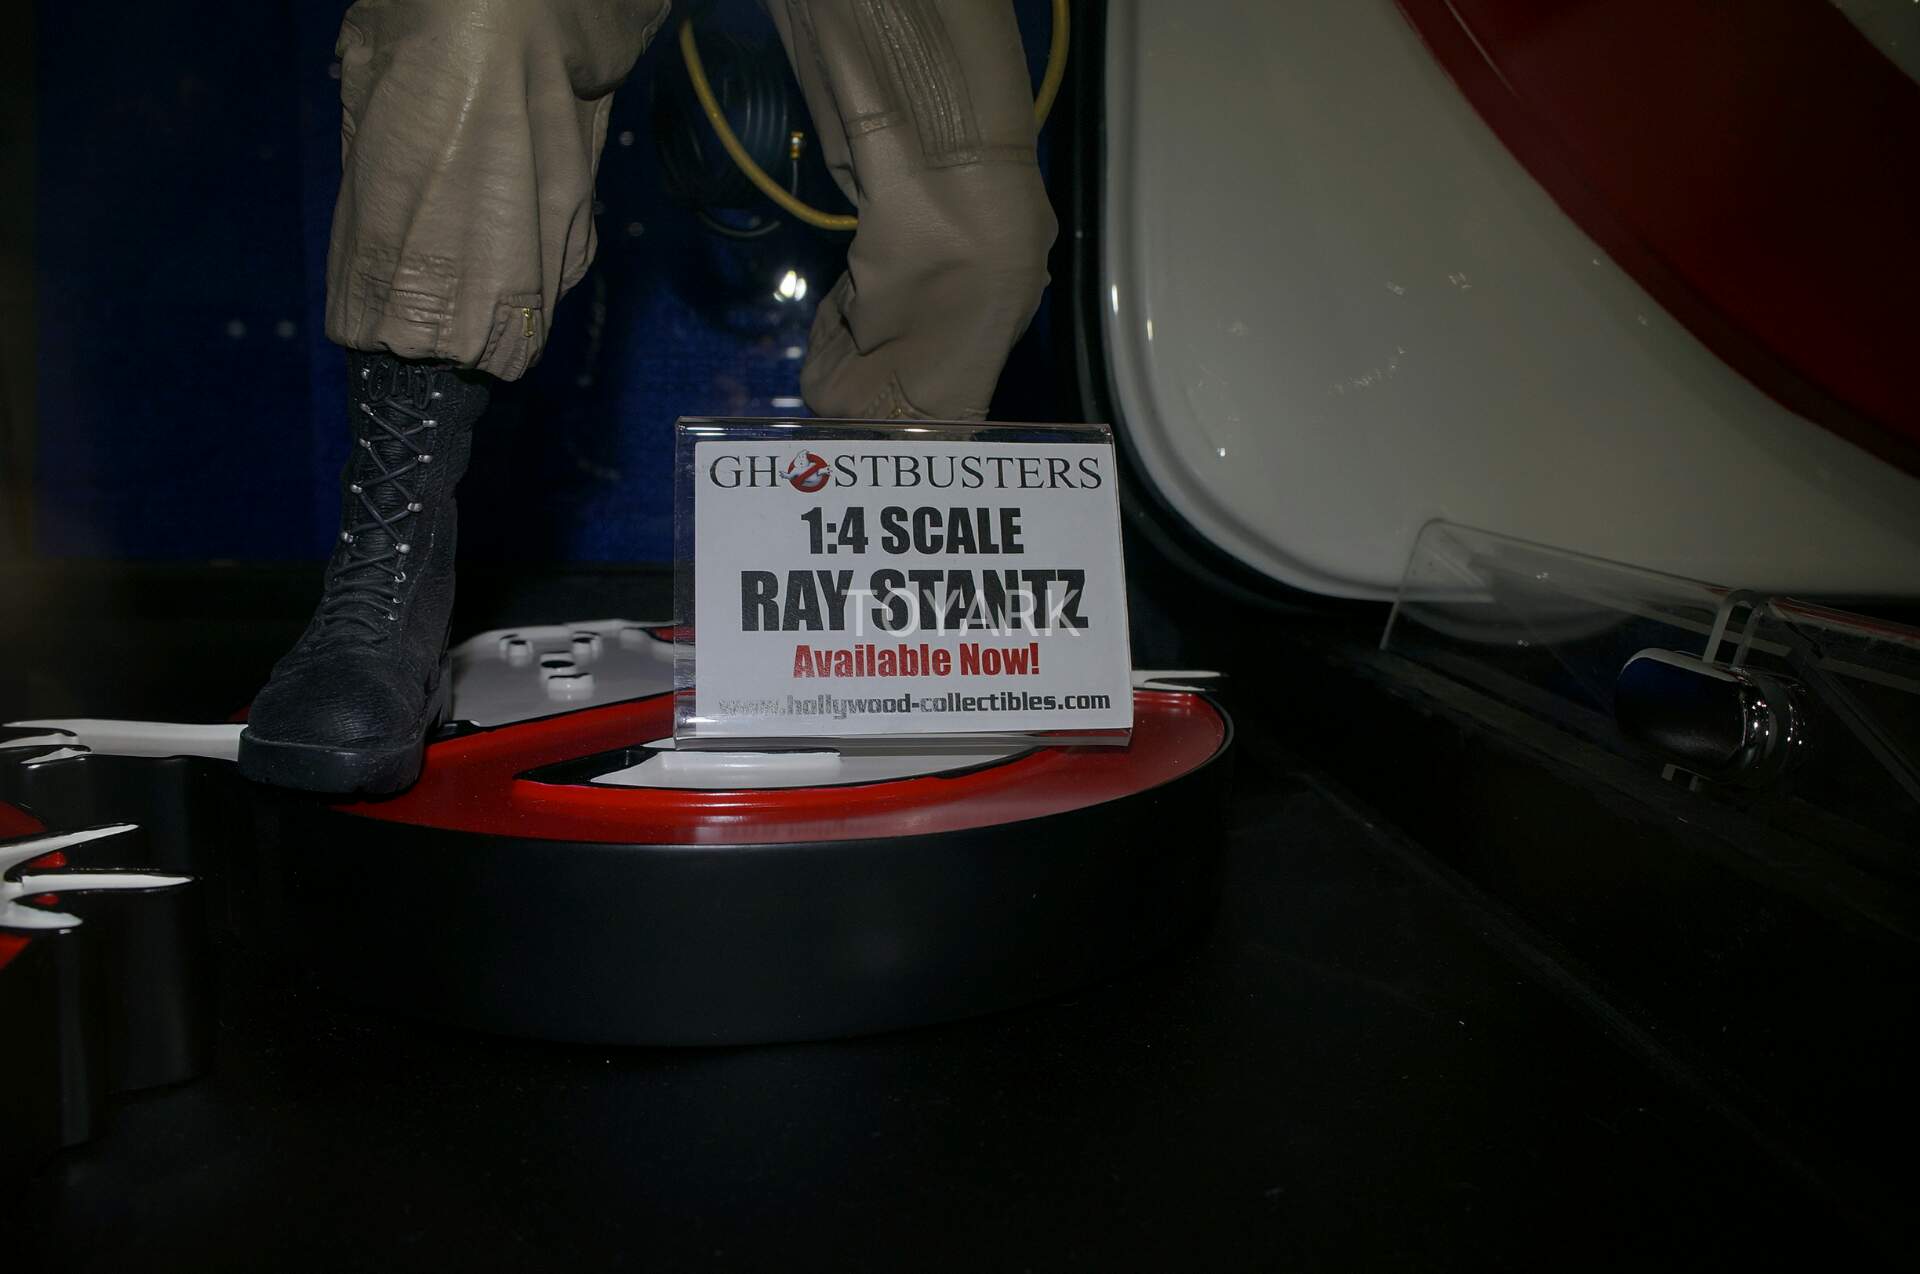 GHOSTBUSTERS
1:4 SCALE
RAY STANTZ
TOYARK
Available Now!
www.hollywood-collectibles.com